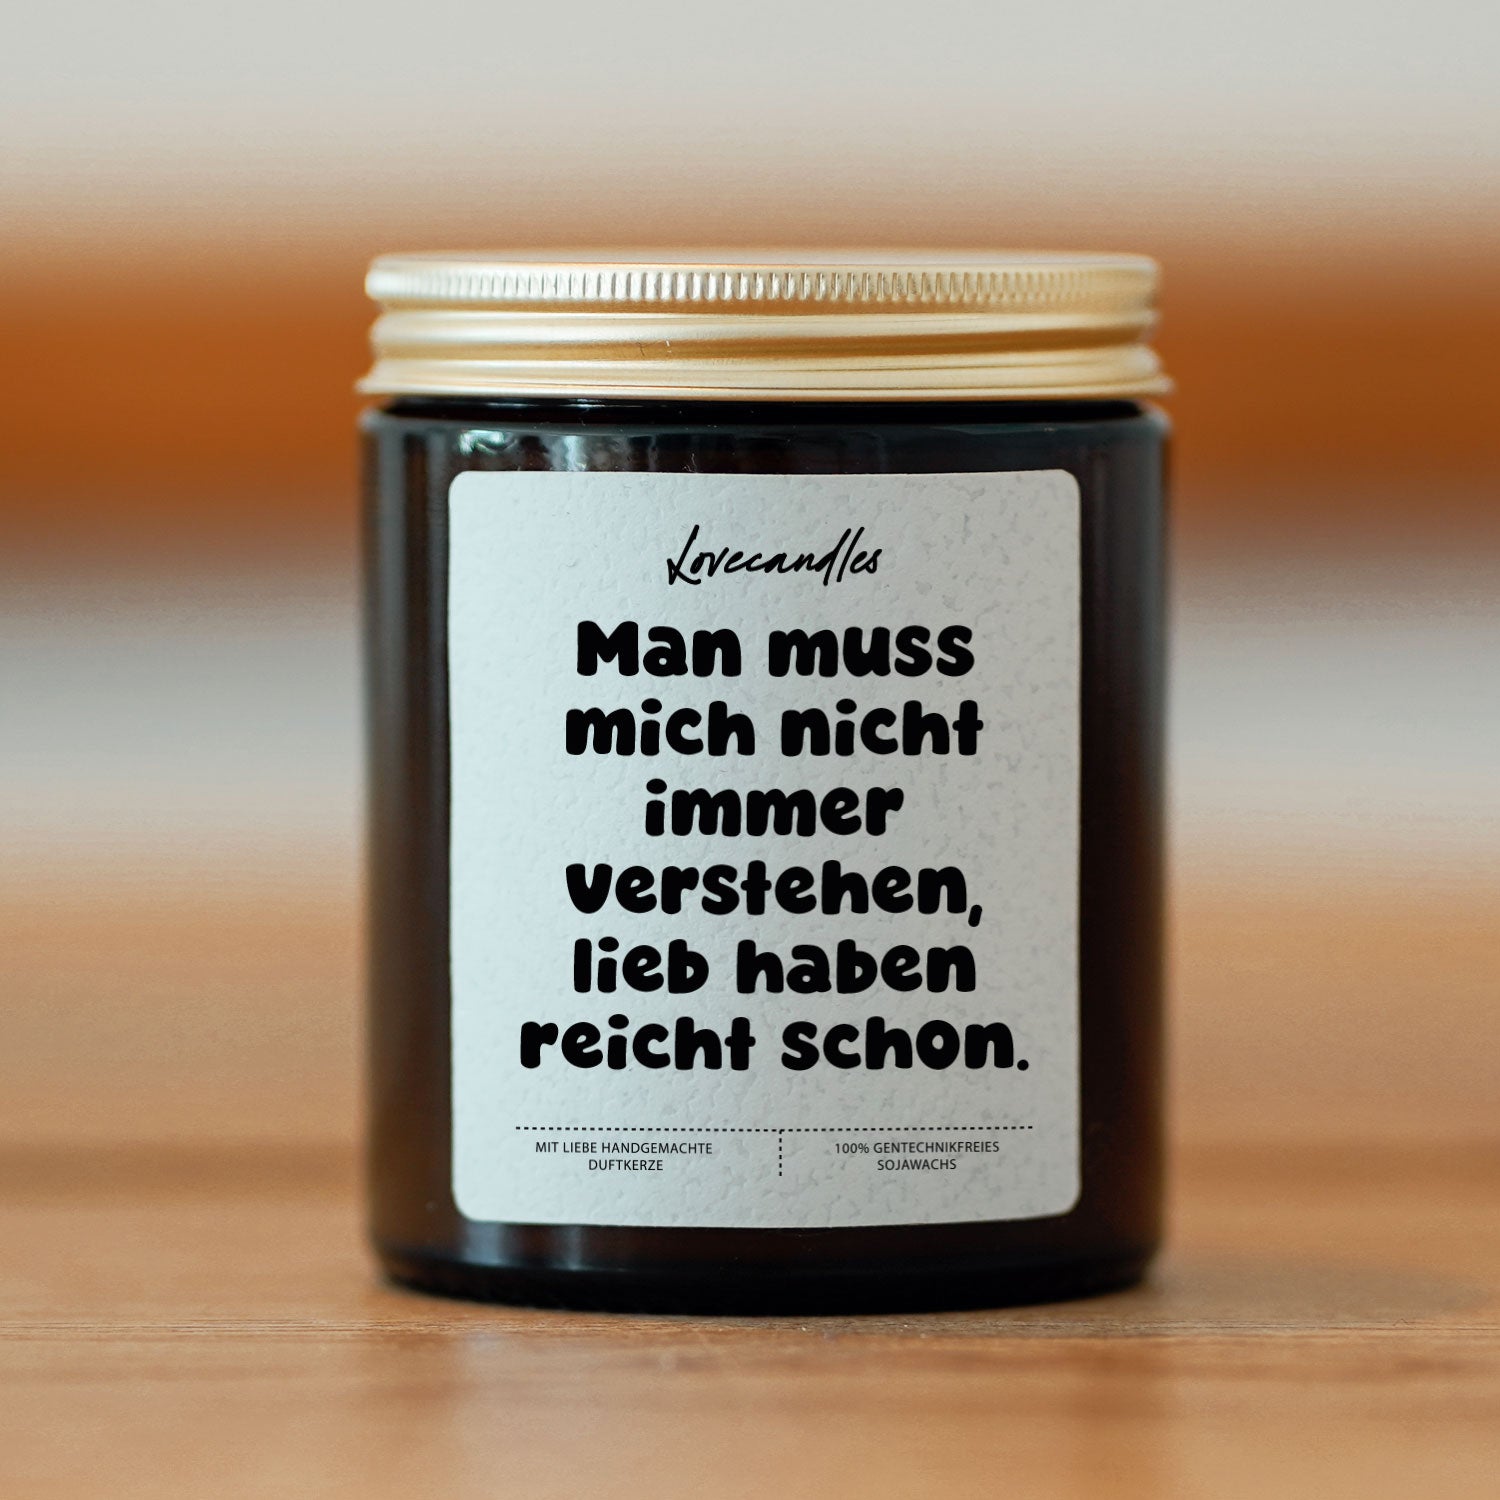 Lovecandles
Man muss
mich nicht
immer
verstehen,
lieb haben
reicht schon.
MIT LIEBE HANDGEMACHTE
DUFTKERZE
100% GENTECHNIKFREIES
SOJAWACHS